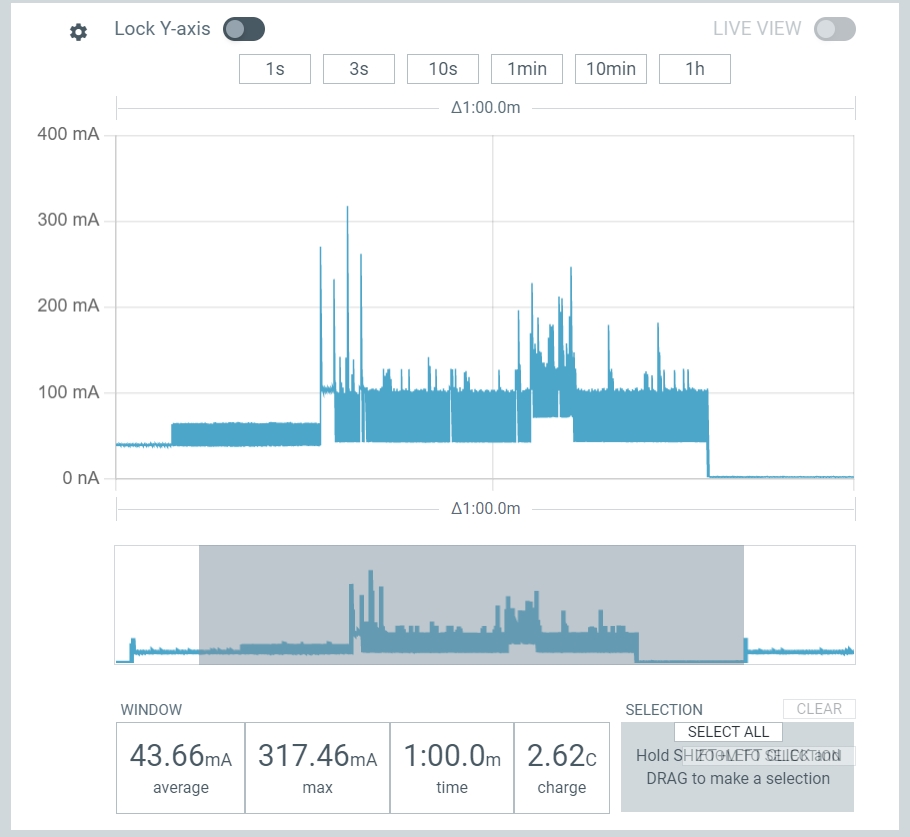 Lock Y-axis
LIVE VIEW
1s 3s 10s 1min 10min 1h
Δ1:00.0m
400 mA
300 mA
200 mA
100 mA
0 nA
Δ1:00.0m
WINDOW
43.66mA
average
317.46mA
max
1:00.0m
time
2.62C
charge
SELECTION
CLEAR
SELECT ALL
Hold SHIFT+LEFT CLICK and
ZOOM TO SELECTION
DRAG to make a selection